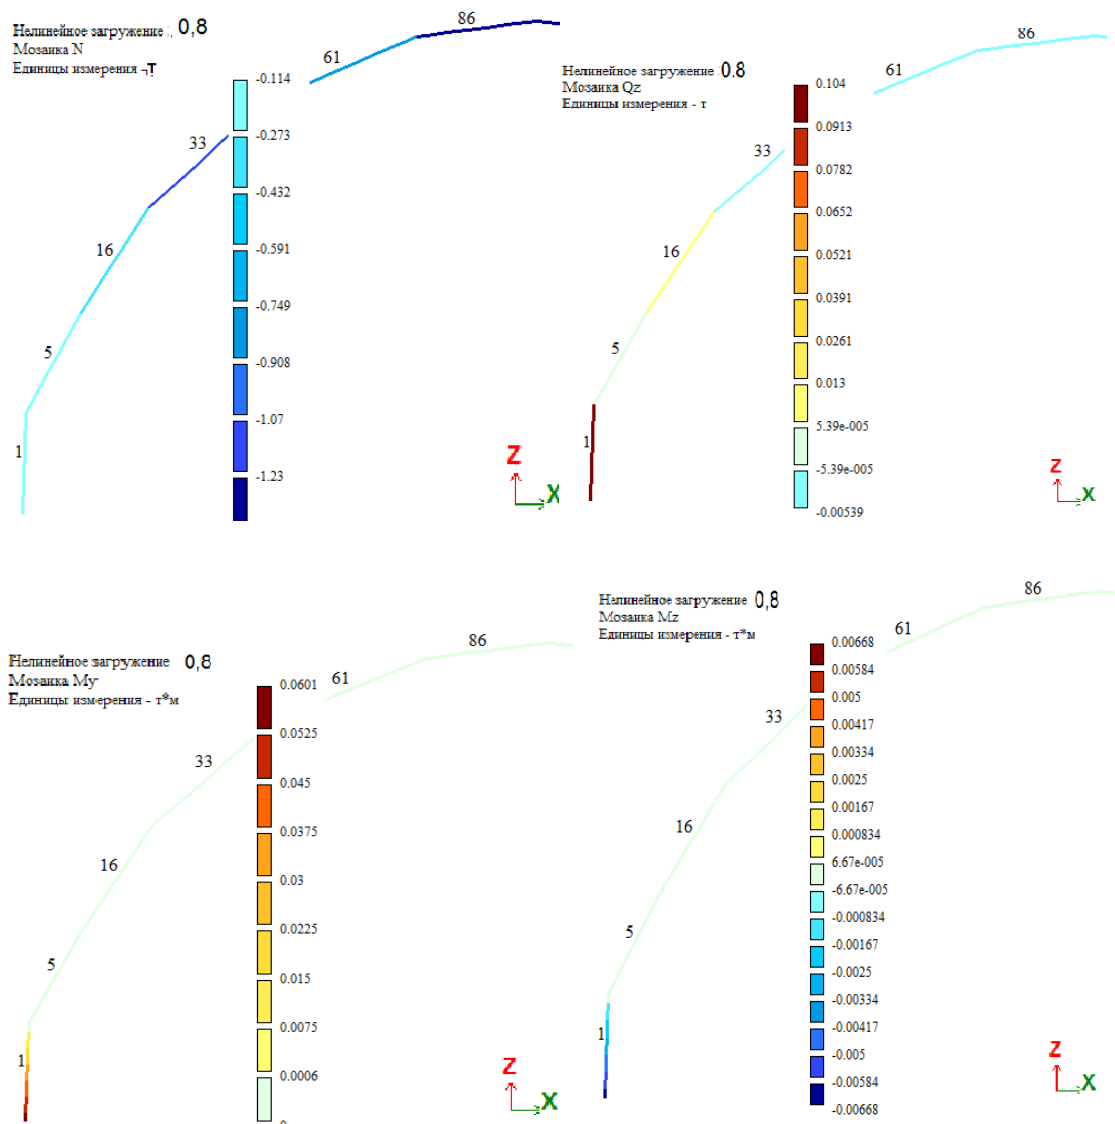 Нелинейное загружение 0,8
Мозаика N
Единицы измерения -Т
-0.114
-0.273
-0.432
-0.591
-0.749
-0.908
-1.07
-1.23
86
61
33
16
5
1
Z
X
Нелинейное загружение 0.8
Мозаика Qz
Единицы измерения - т
0.104
0.0913
0.0782
0.0652
0.0521
0.0391
0.0261
0.013
5.39e-005
-5.39e-005
-0.00539
86
61
33
16
5
1
Z
X
Нелинейное загружение 0,8
Мозаика My
Единицы измерения - т*м
0.0601
0.0525
0.045
0.0375
0.03
0.0225
0.015
0.0075
0.0006
86
61
33
16
5
1
Z
X
Нелинейное загружение 0,8
Мозаика Mz
Единицы измерения - т*м
0.00668
0.00584
0.005
0.00417
0.00334
0.0025
0.00167
0.000834
6.67e-005
-6.67e-005
-0.000834
-0.00167
-0.0025
-0.00334
-0.00417
-0.005
-0.00584
-0.00668
86
61
33
16
5
1
Z
X